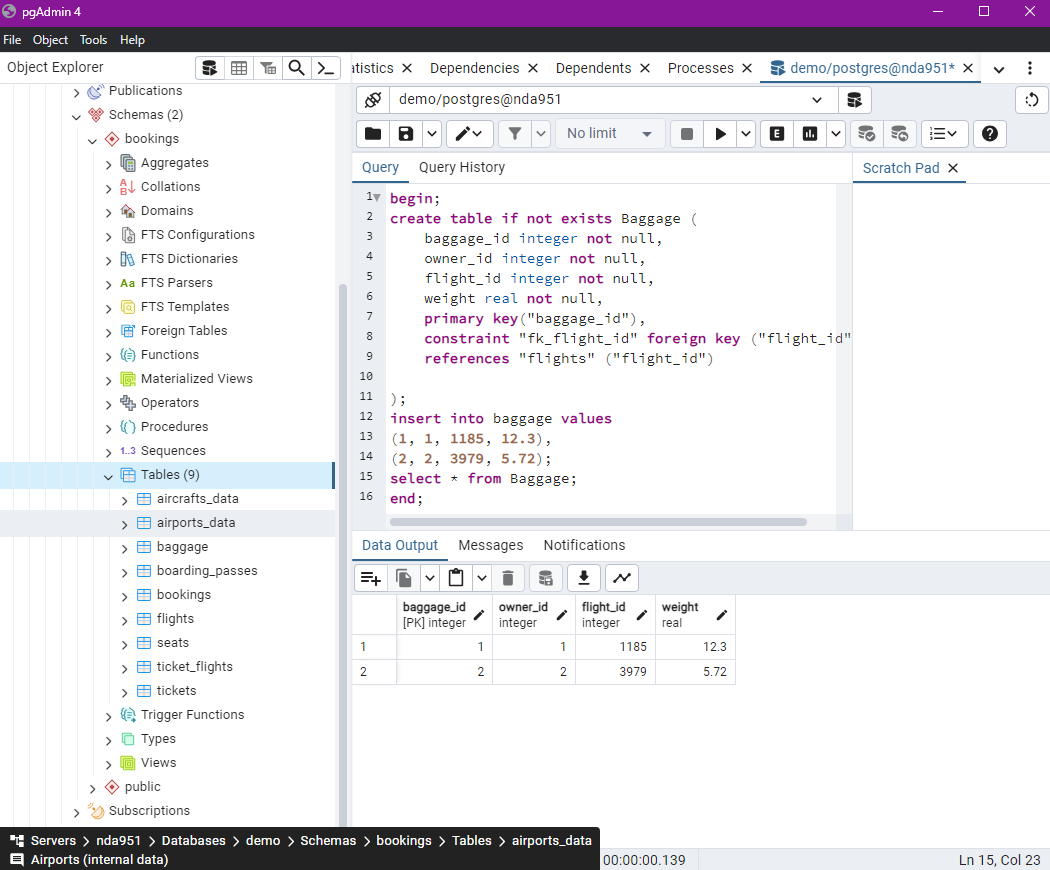 pgAdmin 4
File Object Tools Help
Object Explorer
atistics Dependencies Dependents Processes demo/postgres@nda951*
demo/postgres@nda951
No limit
E
Query Query History
Scratch Pad
Publications
Schemas (2)
bookings
Aggregates
Collations
Domains
FTS Configurations
FTS Dictionaries
Aa FTS Parsers
FTS Templates
Foreign Tables
Functions
Materialized Views
Operators
Procedures
1..3 Sequences
Tables (9)
aircrafts_data
airports_data
baggage
boarding_passes
bookings
flights
seats
ticket_flights
tickets
Trigger Functions
Types
Views
public
Subscriptions
1 begin;
2 create table if not exists Baggage (
3 baggage_id integer not null,
4 owner_id integer not null,
5 flight_id integer not null,
6 weight real not null,
7 primary key("baggage_id"),
8 constraint "fk_flight_id" foreign key ("flight_id"
9 references "flights" ("flight_id")
10
11 );
12 insert into baggage values
13 (1, 1, 1185, 12.3),
14 (2, 2, 3979, 5.72);
15 select * from Baggage;
16 end;
Data Output Messages Notifications
baggage_id owner_id flight_id weight
[PK] integer integer integer real
1 1 1 1185 12.3
2 2 2 3979 5.72
Servers > nda951 > Databases > demo > Schemas > bookings > Tables > airports_data
Airports (internal data)
00:00:00.139
Ln 15, Col 23